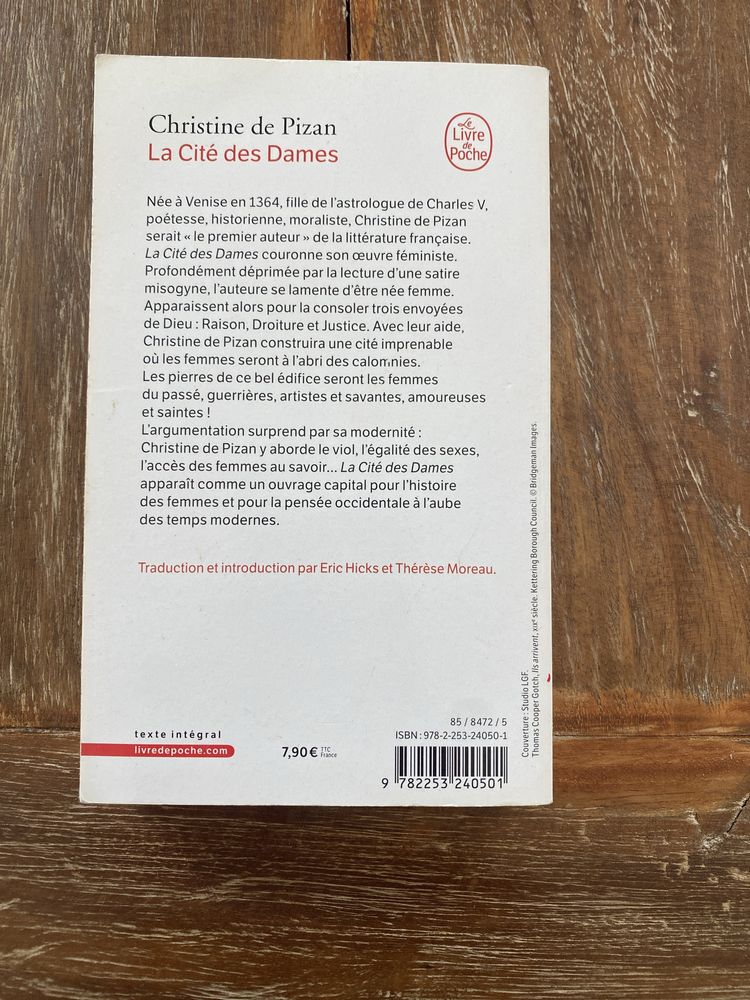 Christine de Pizan
La Cité des Dames
Le
Livre
de
Poche
Née à Venise en 1364, fille de l'astrologue de Charles V,
poétesse, historienne, moraliste, Christine de Pizan
serait « le premier auteur » de la littérature française.
La Cité des Dames couronne son œuvre féministe.
Profondément déprimée par la lecture d'une satire
misogyne, l'auteure se lamente d'être née femme.
Apparaissent alors pour la consoler trois envoyées
de Dieu : Raison, Droiture et Justice. Avec leur aide,
Christine de Pizan construira une cité imprenable
où les femmes seront à l'abri des calomnies.
Les pierres de ce bel édifice seront les femmes
du passé, guerrières, artistes et savantes, amoureuses
et saintes !
L'argumentation surprend par sa modernité :
Christine de Pizan y aborde le viol, l'égalité des sexes,
l'accès des femmes au savoir... La Cité des Dames
apparaît comme un ouvrage capital pour l'histoire
des femmes et pour la pensée occidentale à l'aube
des temps modernes.
Traduction et introduction par Eric Hicks et Thérèse Moreau.
Couverture : Studio LGF.
Thomas Cooper Gotch, Ils arrivent, XIXe siècle. Kettering Borough Council. © Bridgeman Images.
texte intégral
livredepoche.com
7,90 € TTC
France
85 / 8472 / 5
ISBN : 978-2-253-24050-1
9 782253 240501